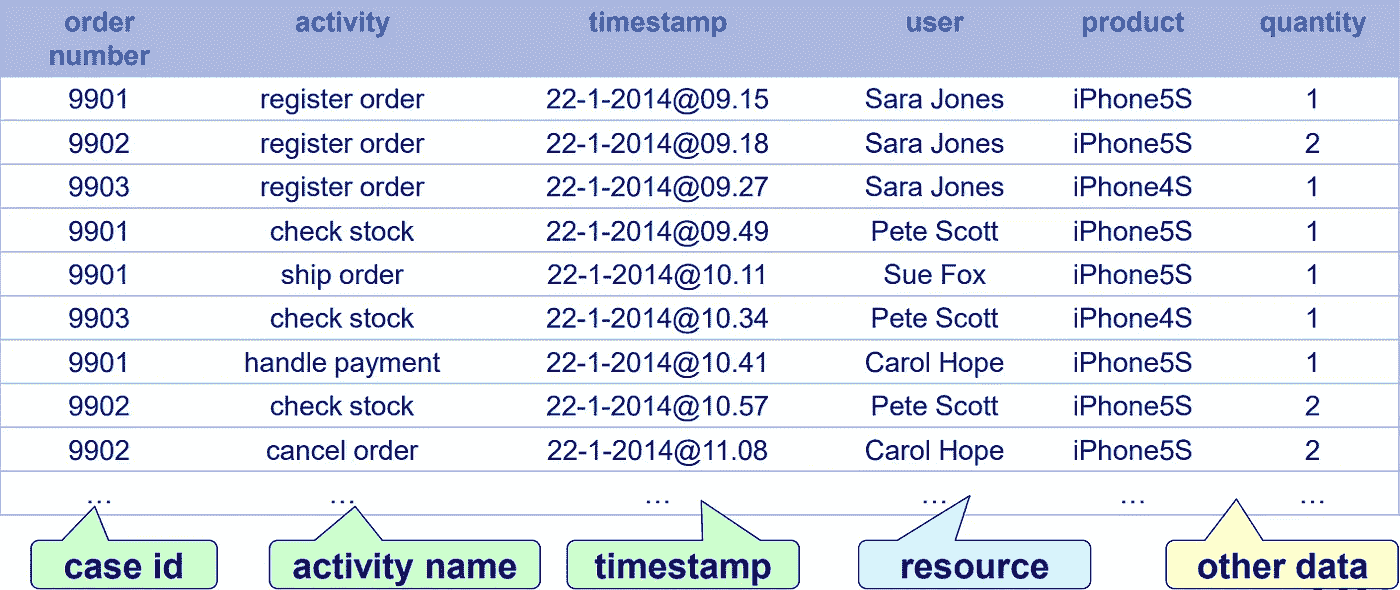 order activity timestamp user product quantity
number
9901 register order 22-1-2014@09.15 Sara Jones iPhone5S 1
9902 register order 22-1-2014@09.18 Sara Jones iPhone5S 2
9903 register order 22-1-2014@09.27 Sara Jones iPhone4S 1
9901 check stock 22-1-2014@09.49 Pete Scott iPhone5S 1
9901 ship order 22-1-2014@10.11 Sue Fox iPhone5S 1
9903 check stock 22-1-2014@10.34 Pete Scott iPhone4S 1
9901 handle payment 22-1-2014@10.41 Carol Hope iPhone5S 1
9902 check stock 22-1-2014@10.57 Pete Scott iPhone5S 2
9902 cancel order 22-1-2014@11.08 Carol Hope iPhone5S 2
… … … … … …
case id activity name timestamp resource other data